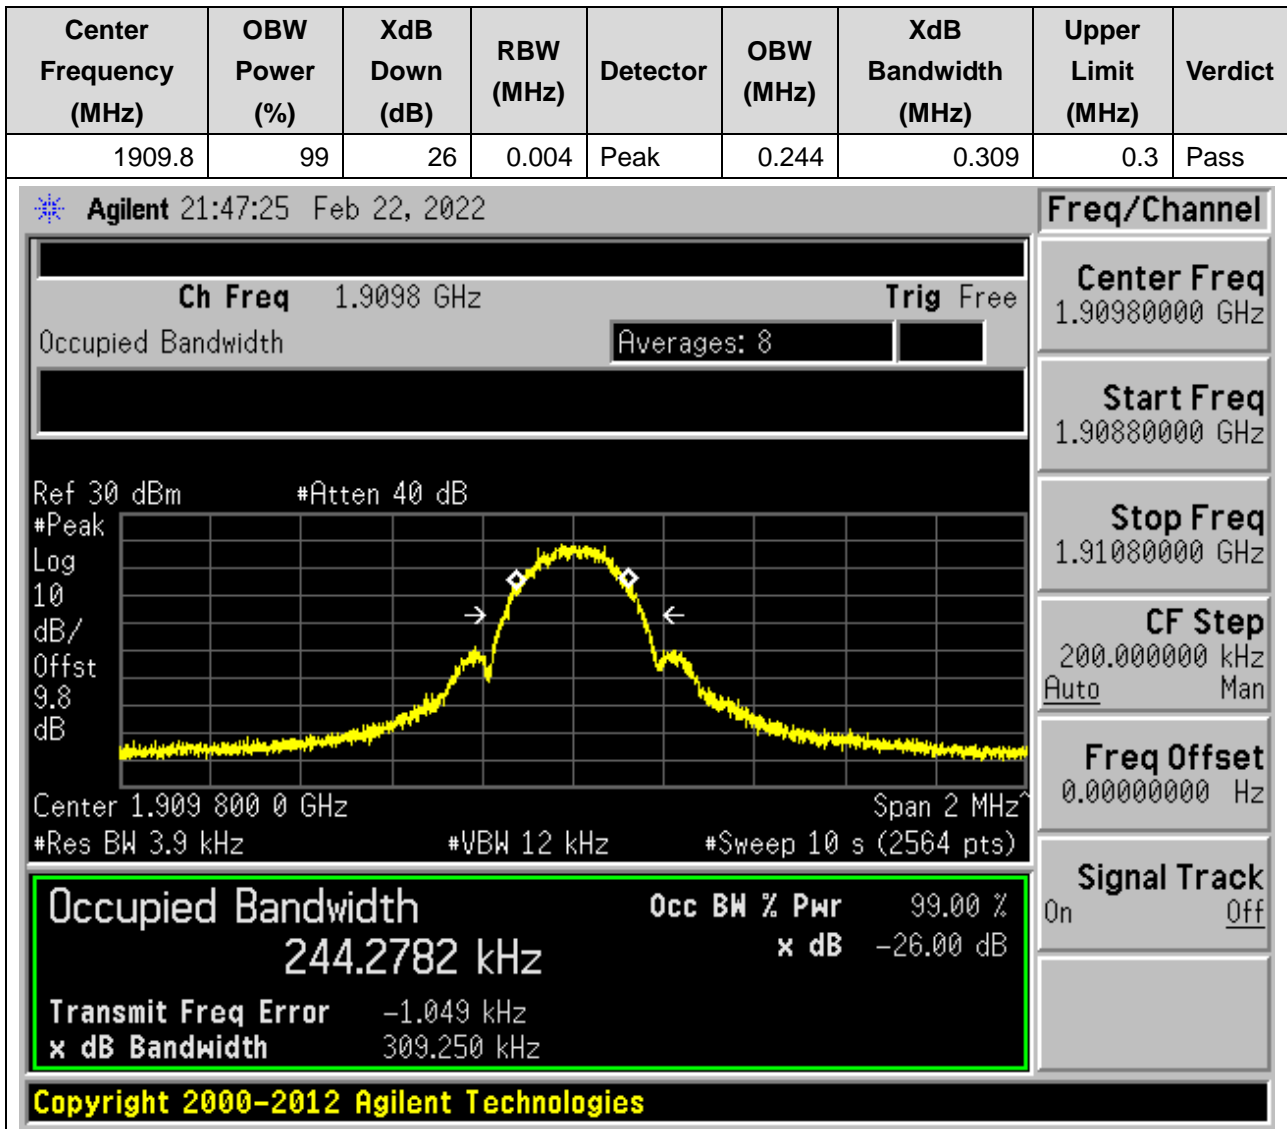 Center Frequency (MHz) OBW Power (%) XdB Down (dB) RBW (MHz) Detector OBW (MHz) XdB Bandwidth (MHz) Upper Limit (MHz) Verdict
1909.8 99 26 0.004 Peak 0.244 0.309 0.3 Pass
Agilent 21:47:25 Feb 22, 2022
Freq/Channel
Ch Freq 1.9098 GHz Trig Free
Occupied Bandwidth Averages: 8
Center Freq
1.90980000 GHz
Start Freq
1.90880000 GHz
Stop Freq
1.91080000 GHz
CF Step
200.000000 kHz
Auto Man
Freq Offset
0.00000000 Hz
Signal Track
On Off
Ref 30 dBm #Atten 40 dB
#Peak
Log
10
dB/
Offst
9.8
dB
Center 1.909 800 0 GHz Span 2 MHz^
#Res BW 3.9 kHz #VBW 12 kHz #Sweep 10 s (2564 pts)
Occupied Bandwidth Occ BW % Pwr 99.00 %
244.2782 kHz x dB -26.00 dB
Transmit Freq Error -1.049 kHz
x dB Bandwidth 309.250 kHz
Copyright 2000-2012 Agilent Technologies